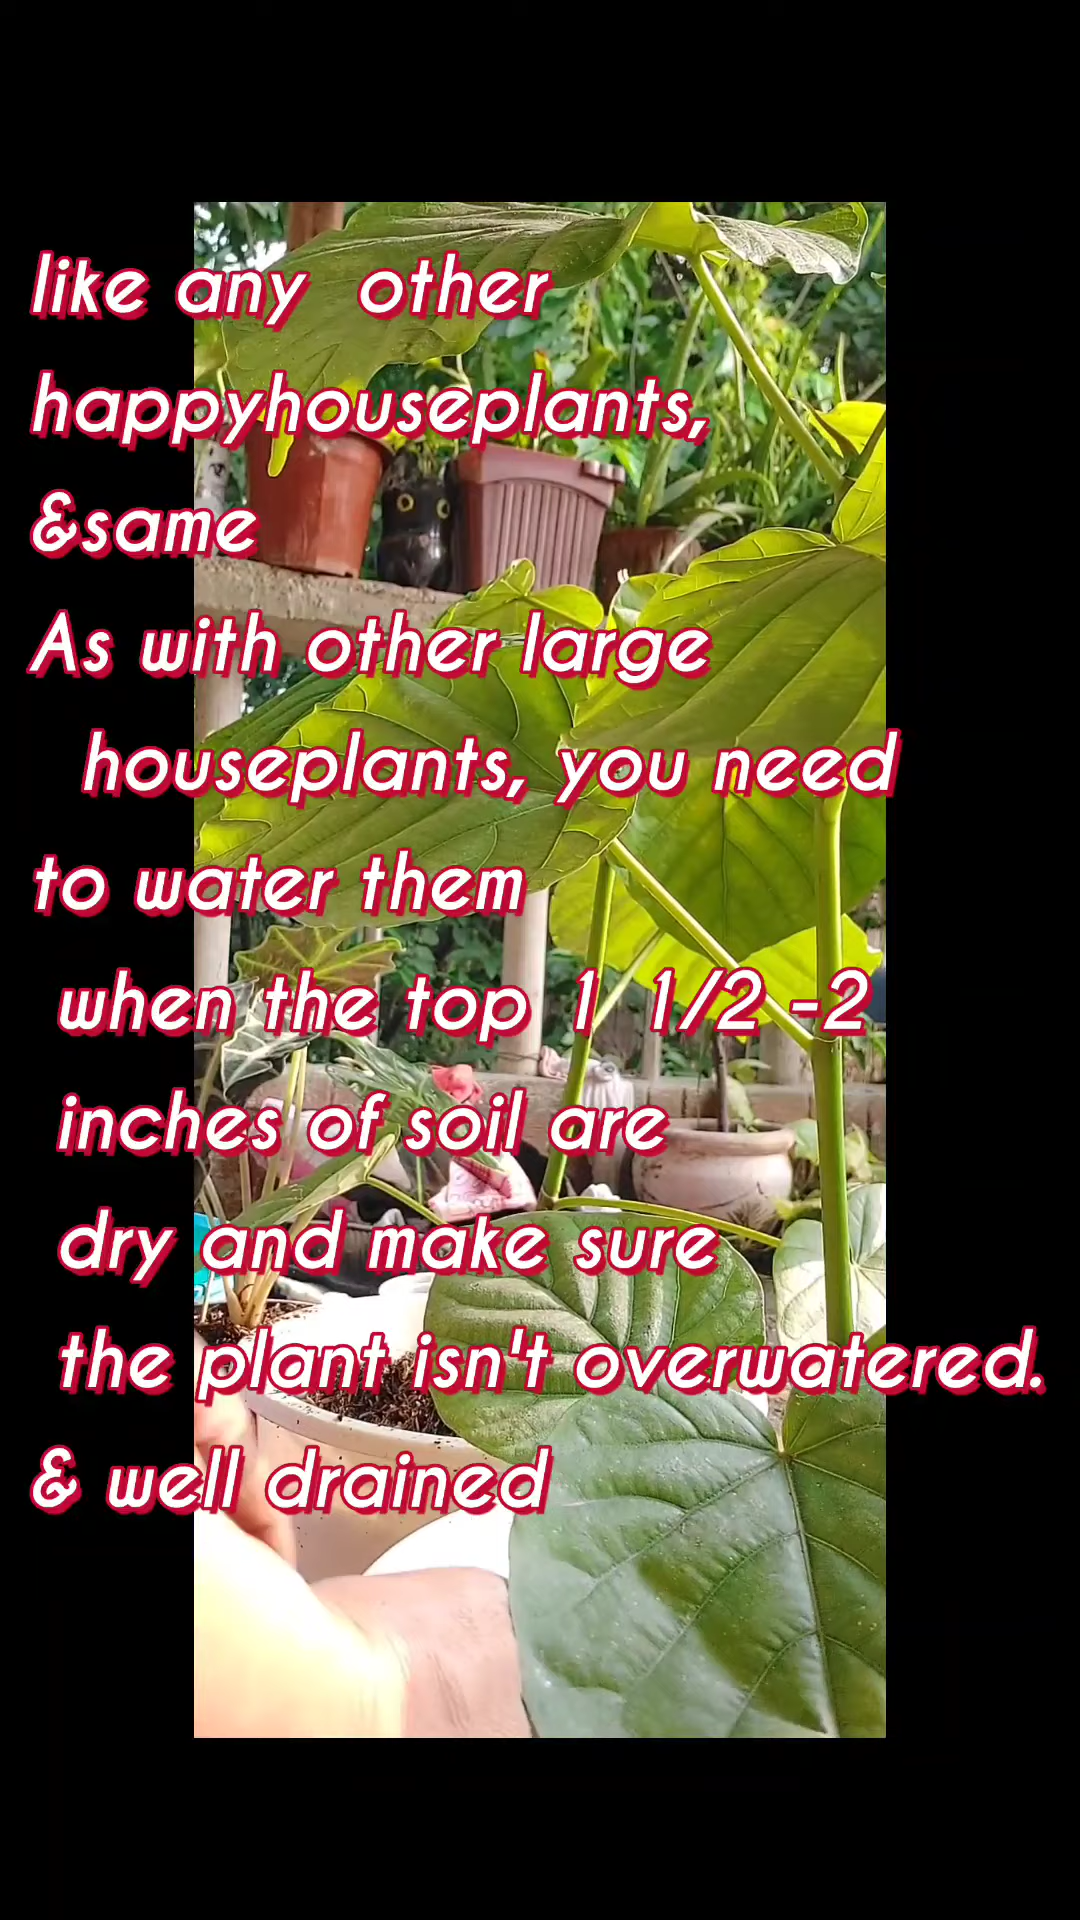 like any other
happyhouseplants,
&same
As with other large
houseplants, you need
to water them
when the top 1 1/2 -2
inches of soil are
dry and make sure
the plant isn't overwatered.
& well drained